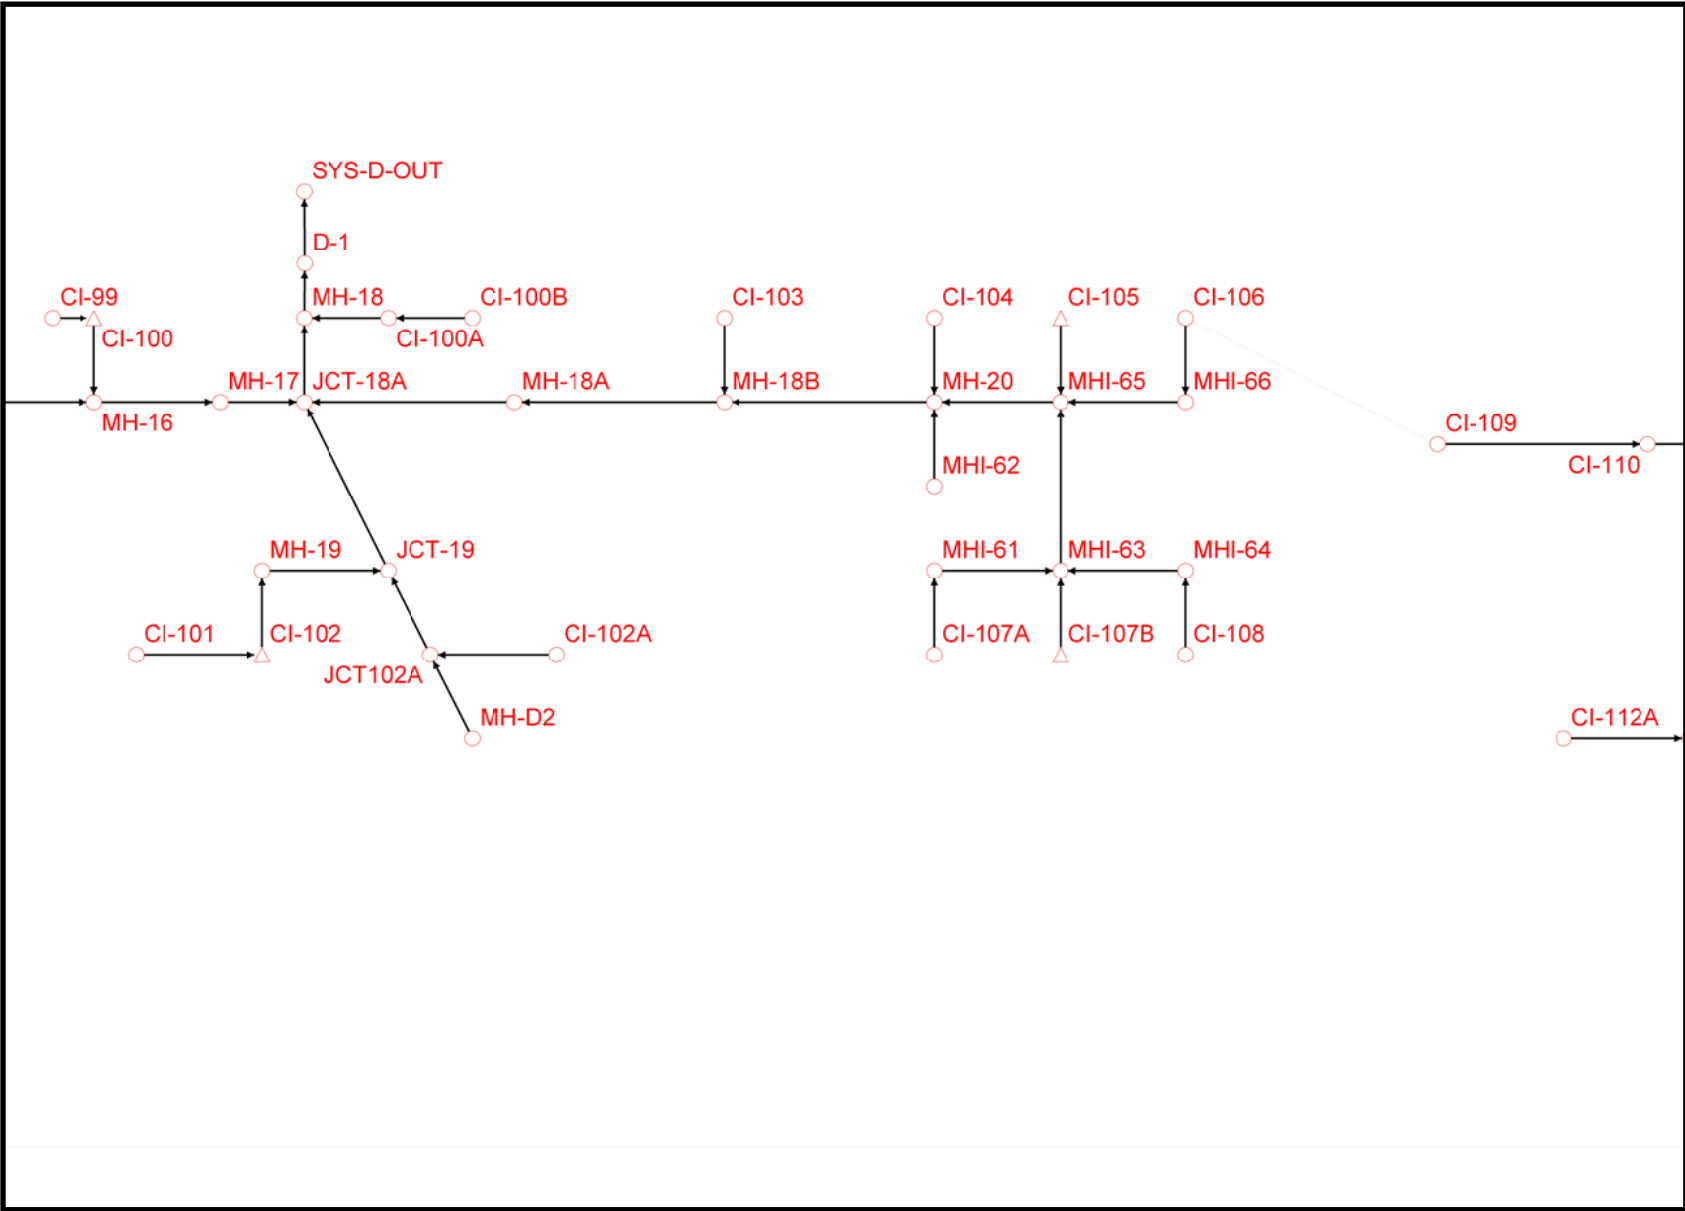 SYS-D-OUT
D-1
CI-99
MH-18
CI-100B
CI-103
CI-104
CI-105
CI-106
CI-100
CI-100A
MH-17
JCT-18A
MH-18A
MH-18B
MH-20
MHI-65
MHI-66
MH-16
CI-109
MHI-62
CI-110
MH-19
JCT-19
MHI-61
MHI-63
MHI-64
CI-101
CI-102
CI-102A
CI-107A
CI-107B
CI-108
JCT102A
MH-D2
CI-112A